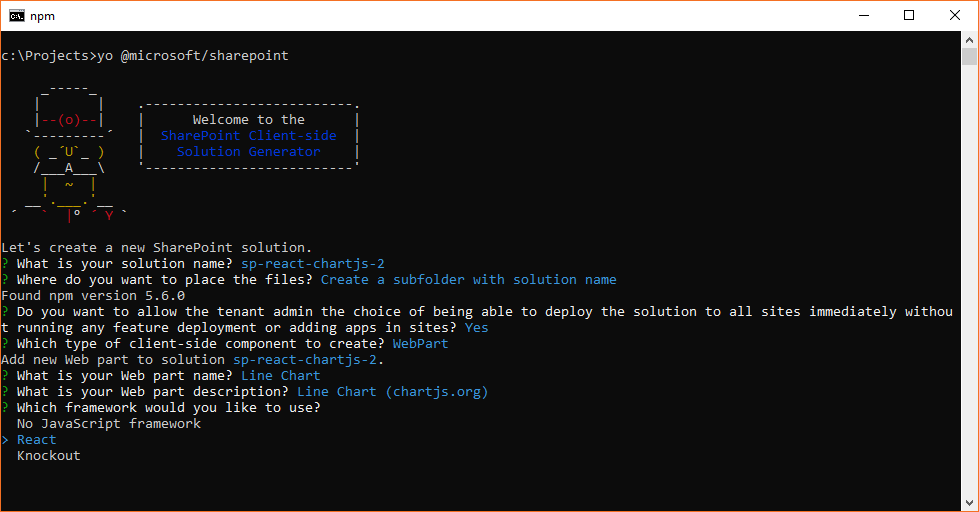 npm
c:\Projects>yo @microsoft/sharepoint
     _-----_
    |       |    .--------------------------.
    |--(o)--|    |      Welcome to the      |
   `---------´   |  SharePoint Client-side  |
    ( _´U`_ )    |    Solution Generator    |
    /___A___\    '--------------------------'
     |  ~  |
   __'.___.'__
 ´   `  |° ´ Y `
Let's create a new SharePoint solution.
? What is your solution name? sp-react-chartjs-2
? Where do you want to place the files? Create a subfolder with solution name
Found npm version 5.6.0
? Do you want to allow the tenant admin the choice of being able to deploy the solution to all sites immediately withou
t running any feature deployment or adding apps in sites? Yes
? Which type of client-side component to create? WebPart
Add new Web part to solution sp-react-chartjs-2.
? What is your Web part name? Line Chart
? What is your Web part description? Line Chart (chartjs.org)
? Which framework would you like to use?
  No JavaScript framework
> React
  Knockout